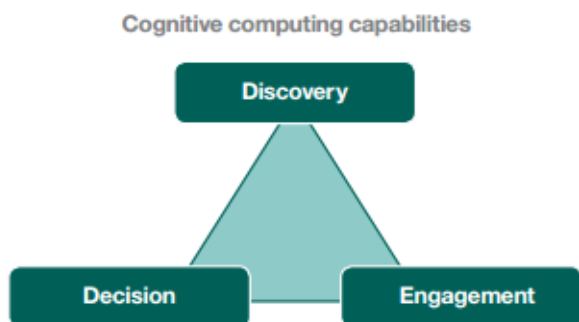 Cognitive computing capabilities
Discovery
Decision
Engagement